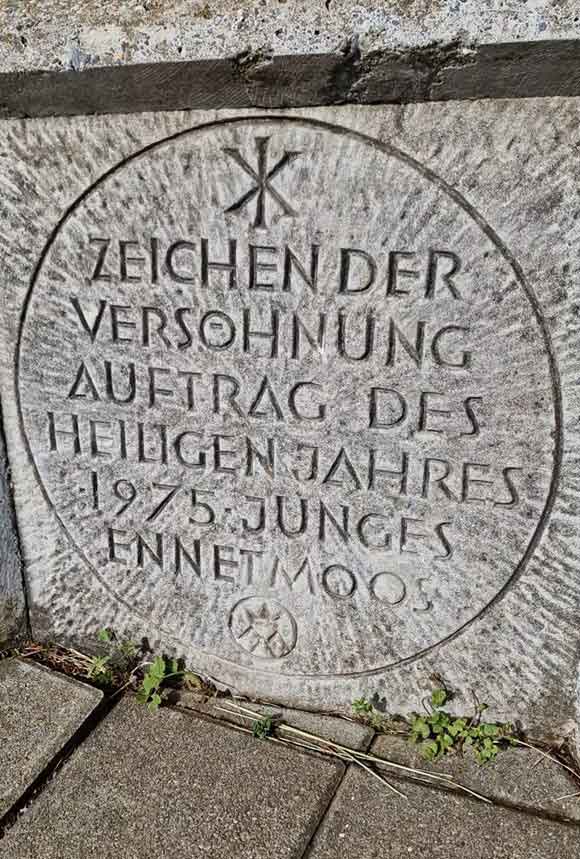 ZEICHEN DER
VERSÖHNUNG
AUFTRAG DES
HEILIGEN JAHRES
·1975·JUNGES
ENNETMOOS